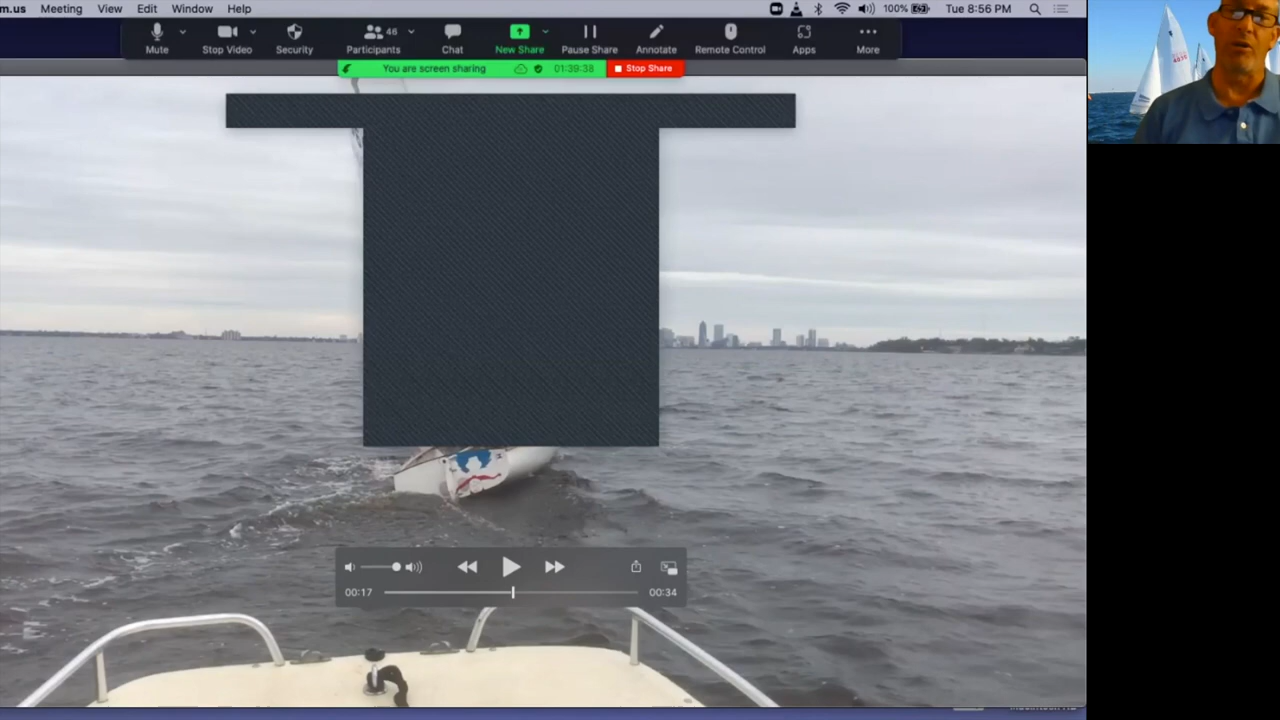 m.us Meeting View Edit Window Help 100% Tue 8:56 PM
Mute Stop Video Security Participants 46 Chat New Share Pause Share Annotate Remote Control Apps More
You are screen sharing 01:39:38 Stop Share
00:17 00:34